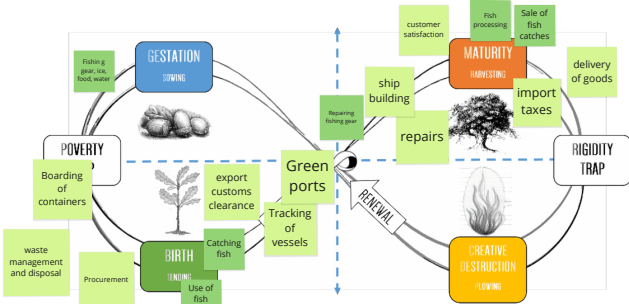 customer
satisfaction
Fish
processing
Sale of
fish
catches
GESTATION
SOWING
MATURITY
HARVESTING
Fishin g
gear, ice,
food, water
delivery
of goods
ship
building
import
taxes
Repairing
fishing gear
repairs
POVERTY
RIGIDITY
TRAP
Green
ports
Boarding
of
containers
export
customs
clearance
RENEWAL
Tracking
of
vessels
waste
management
and disposal
Procurement
BIRTH
Catching
fish
Use of
fish
CREATIVE
DESTRUCTION
PLOWING